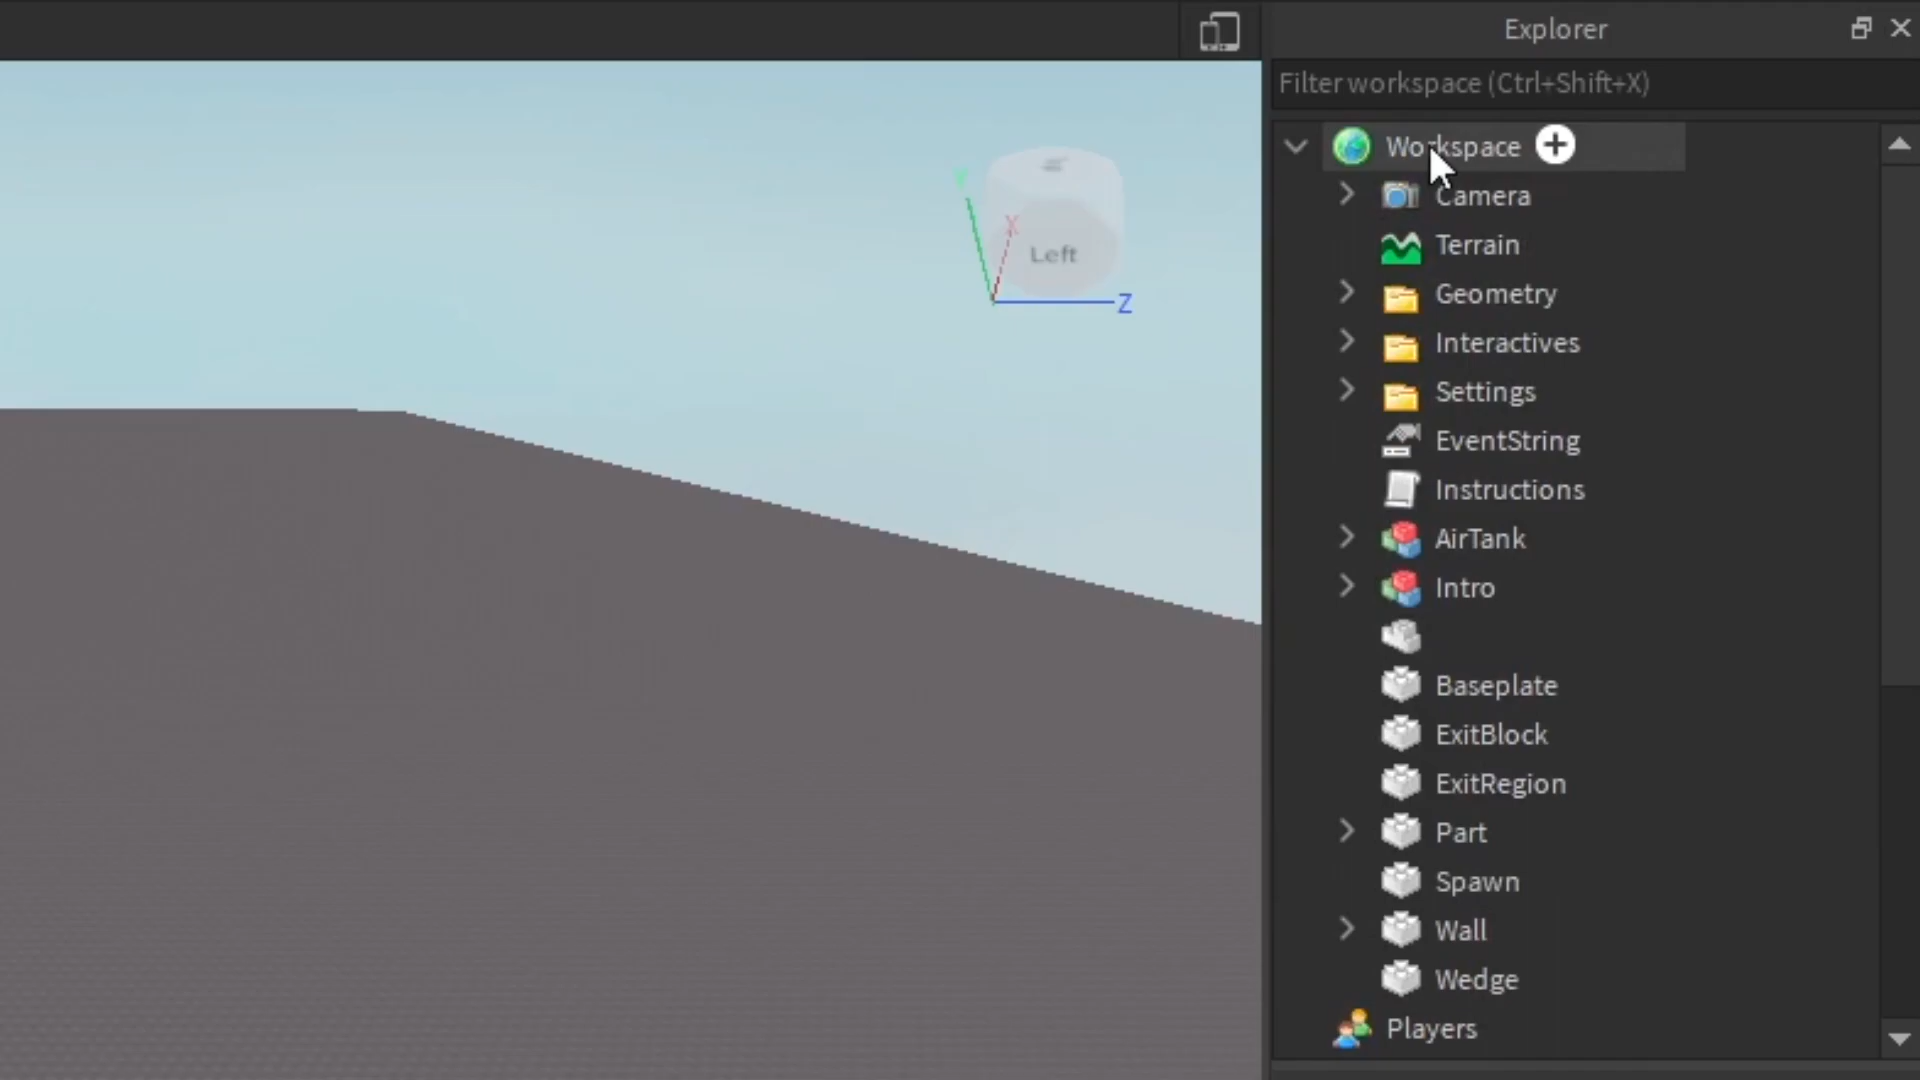 Explorer
Filter workspace (Ctrl+Shift+X)
Workspace
Camera
Terrain
Geometry
Interactives
Settings
EventString
Instructions
AirTank
Intro
Baseplate
ExitBlock
ExitRegion
Part
Spawn
Wall
Wedge
Players
Y
X
Left
Z